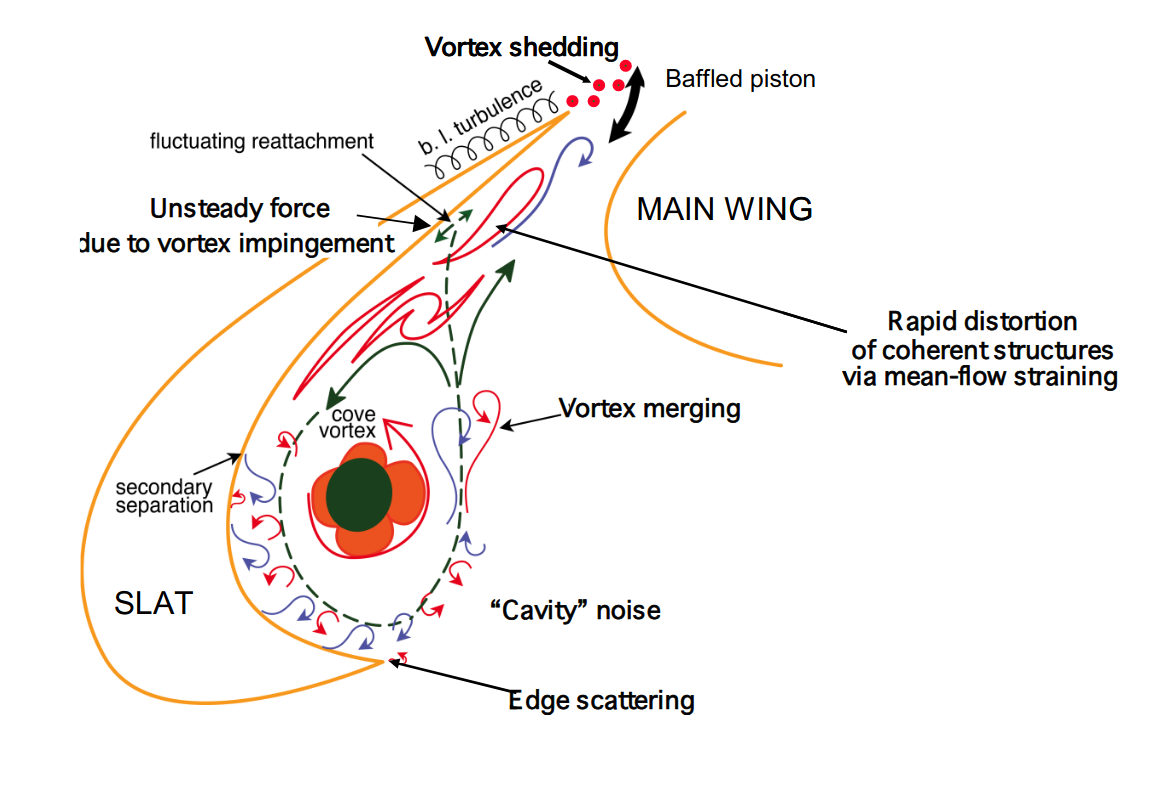 Vortex shedding
Baffled piston
b. l. turbulence
fluctuating reattachment
Unsteady force
due to vortex impingement
MAIN WING
Rapid distortion
of coherent structures
via mean-flow straining
cove
vortex
Vortex merging
secondary
separation
SLAT
“Cavity” noise
Edge scattering